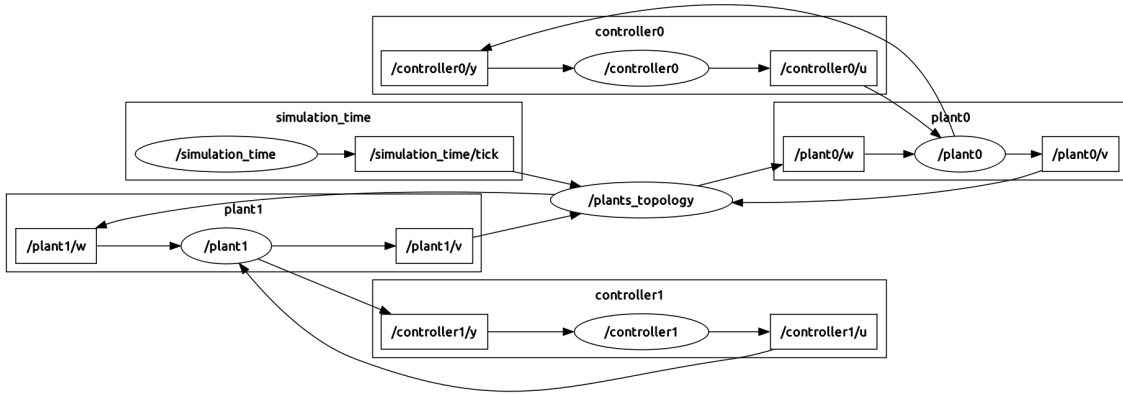 controller0
/controller0/y
/controller0
/controller0/u
simulation_time
/simulation_time
/simulation_time/tick
plant0
/plant0/w
/plant0
/plant0/v
/plants_topology
plant1
/plant1/w
/plant1
/plant1/v
controller1
/controller1/y
/controller1
/controller1/u